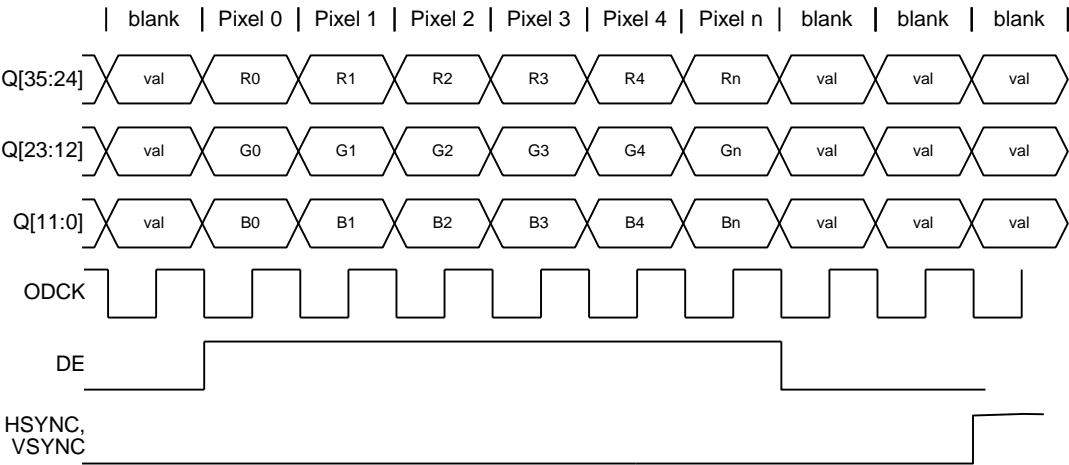 | blank | Pixel 0 | Pixel 1 | Pixel 2 | Pixel 3 | Pixel 4 | Pixel n | blank | blank | blank |
Q[35:24] val R0 R1 R2 R3 R4 Rn val val val
Q[23:12] val G0 G1 G2 G3 G4 Gn val val val
Q[11:0] val B0 B1 B2 B3 B4 Bn val val val
ODCK
DE
HSYNC,
VSYNC